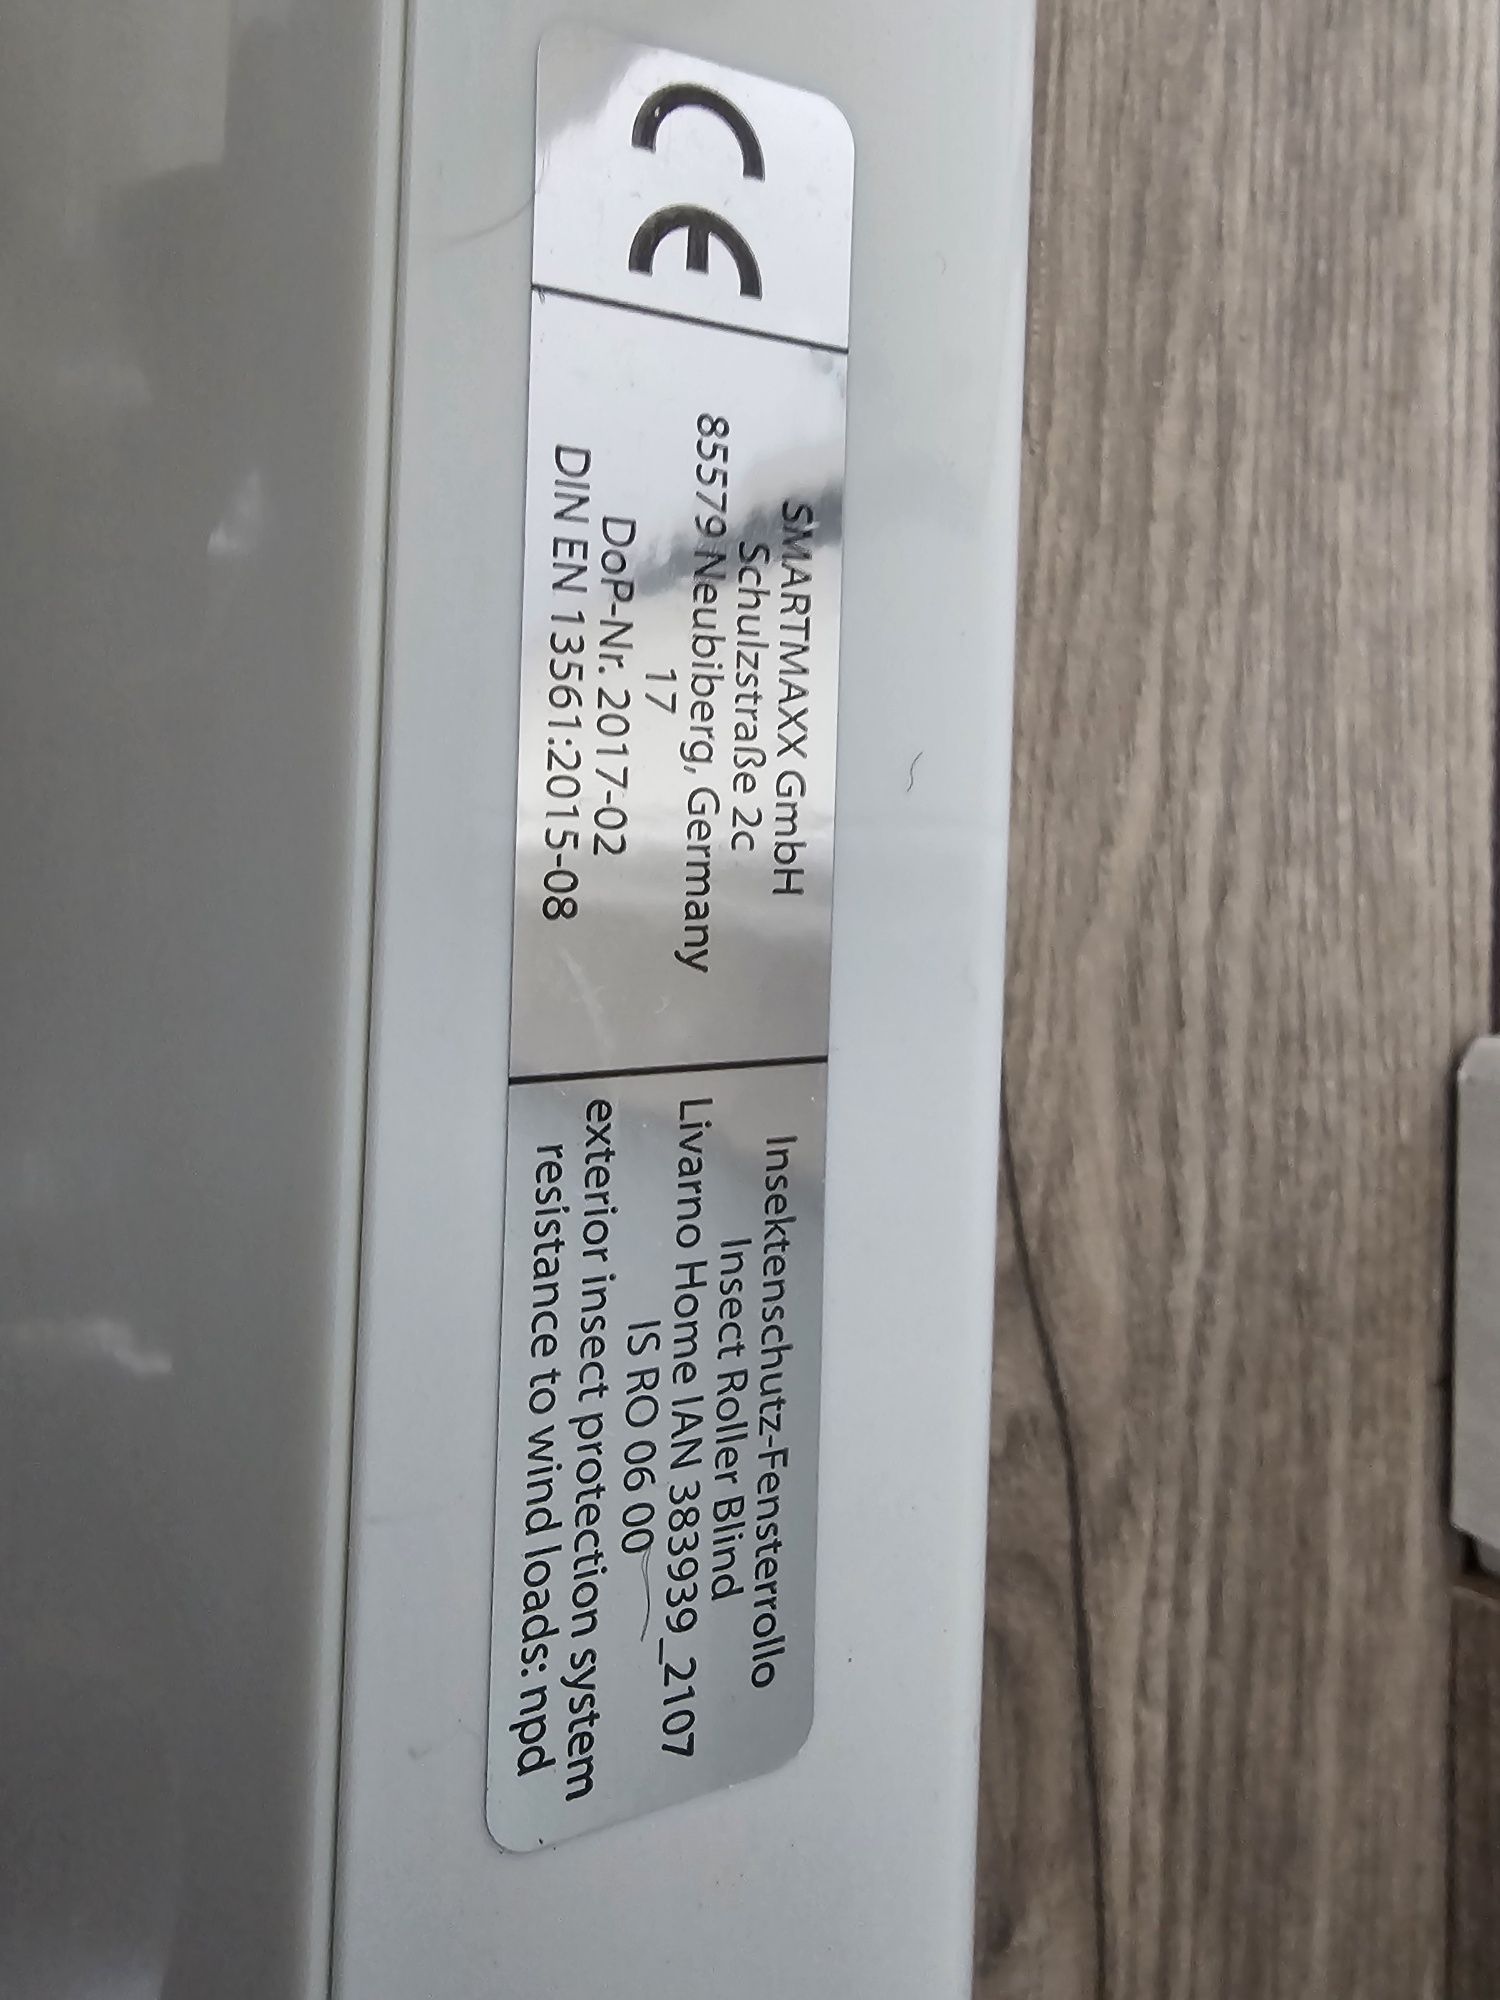 CE
SMARTMAXX GmbH
Schulzstraße 2c
85579 Neubiberg, Germany
17
DoP-Nr. 2017-02
DIN EN 13561:2015-08
Insektenschutz-Fensterrollo
Insect Roller Blind
Livarno Home IAN 383939_2107
IS RO 06 00
exterior insect protection system
resistance to wind loads: npd